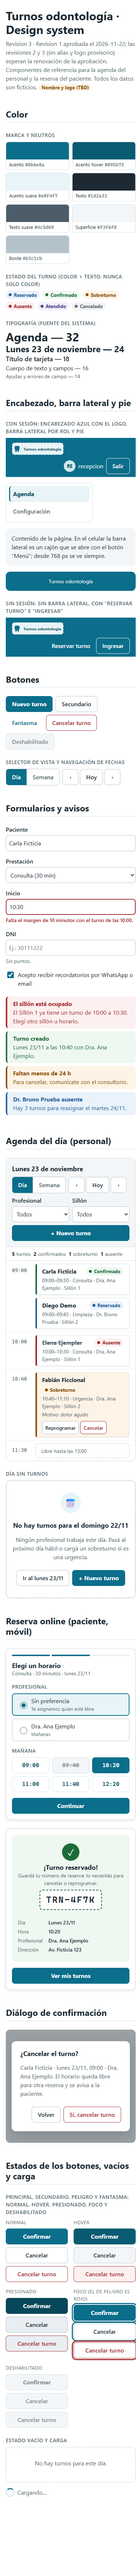 Turnos odontología · Design system
Revisión 3 · Revisión 1 aprobada el 2026-11-22; las revisiones 2 y 3 (sin alias y logo provisorio) esperan la renovación de la aprobación. Componentes de referencia para la agenda del personal y la reserva del paciente. Todos los datos son ficticios. Nombre y logo (TBD)
Color
MARCA Y NEUTROS
Acento
Acento hover
Acento suave
Texto
Texto suave
Superficie #F3F6F8
Borde
ESTADO DEL TURNO (COLOR + TEXTO, NUNCA SOLO COLOR)
Reservado
Confirmado
Sobreturno
Ausente
Atendido
Cancelado
TIPOGRAFÍA (FUENTE DEL SISTEMA)
Agenda — 32
Lunes 23 de noviembre — 24
Título de tarjeta — 18
Cuerpo de texto y campos — 16
Ayudas y errores de campo — 14
Encabezado, barra lateral y pie
CON SESIÓN: ENCABEZADO AZUL CON EL LOGO, BARRA LATERAL POR ROL Y PIE
Turnos odontología
RE
recepcion
Salir
Agenda
Configuración
Contenido de la página. En el celular la barra lateral es un cajón que se abre con el botón "Menú"; desde 768 px se ve siempre.
Turnos odontología
SIN SESIÓN: SIN BARRA LATERAL, CON "RESERVAR TURNO" E "INGRESAR"
Turnos odontología
Reservar turno
Ingresar
Botones
Nuevo turno
Secundario
Fantasma
Cancelar turno
Deshabilitado
SELECTOR DE VISTA Y NAVEGACIÓN DE FECHAS
Día
Semana
‹
Hoy
›
Formularios y avisos
Paciente
Carla Ficticia
Prestación
Consulta (30 min)
Inicio
10:30
Falta el margen de 10 minutos con el turno de las 10:00.
DNI
Ej.: 30111222
Sin puntos.
Acepto recibir recordatorios por WhatsApp o email
El sillón está ocupado
El Sillón 1 ya tiene un turno de 10:00 a 10:30. Elegí otro sillón u horario.
Turno creado
Lunes 23/11 a las 10:40 con Dra. Ana Ejemplo.
Faltan menos de 24 h
Para cancelar, comunicate con el consultorio.
Dr. Bruno Prueba ausente
Hay 3 turnos para reasignar el martes 24/11.
Agenda del día (personal)
Lunes 23 de noviembre
Día
Semana
‹
Hoy
›
Profesional
Sillón
Todos
Todos
+ Nuevo turno
5 turnos 2 confirmados 1 sobreturno 1 ausente
09:00
Carla Ficticia
Confirmado
09:00–09:30 · Consulta · Dra. Ana Ejemplo · Sillón 1
Diego Demo
Reservado
09:00–09:45 · Limpieza · Dr. Bruno Prueba · Sillón 2
10:00
Elena Ejemplar
Ausente
10:00–10:30 · Consulta · Dra. Ana Ejemplo · Sillón 1
10:40
Fabián Ficcional
Sobreturno
10:40–11:10 · Urgencia · Dra. Ana Ejemplo · Sillón 2
Motivo: dolor agudo
Reprogramar
Cancelar
Libre hasta las 13:00
DÍA SIN TURNOS
No hay turnos para el domingo 22/11
Ningún profesional trabaja este día. Pasá al próximo día hábil o cargá un sobreturno si es una urgencia.
Ir al lunes 23/11
+ Nuevo turno
Reserva online (paciente, móvil)
Elegí un horario
Consulta · 30 minutos · lunes 23/11
PROFESIONAL
Sin preferencia
Te asignamos quien esté libre
Dra. Ana Ejemplo
Mañanas
MAÑANA
09:00
09:40
10:20
11:00
11:40
12:20
Continuar
¡Turno reservado!
Guardá tu número de reserva: lo necesitás para cancelar o reprogramar.
TRN-4F7K
Día
Lunes 23/11
Hora
10:20
Profesional
Dra. Ana Ejemplo
Dirección
Av. Ficticia 123
Ver mis turnos
Diálogo de confirmación
¿Cancelar el turno?
Carla Ficticia · lunes 23/11, 09:00 · Dra. Ana Ejemplo. El horario queda libre para otra reserva y se avisa a la paciente.
Volver
Sí, cancelar turno
Estados de los botones, vacíos y carga
PRINCIPAL, SECUNDARIO, PELIGRO Y FANTASMA: NORMAL, HOVER, PRESIONADO, FOCO Y DESHABILITADO
NORMAL
HOVER
Confirmar
Confirmar
Cancelar
Cancelar
Cancelar turno
Cancelar turno
PRESIONADO
FOCO (EL DE PELIGRO ES ROJO)
Confirmar
Confirmar
Cancelar
Cancelar
Cancelar turno
Cancelar turno
DESHABILITADO
Confirmar
Cancelar
Cancelar turno
ESTADO VACÍO Y CARGA
No hay turnos para este día.
Cargando...